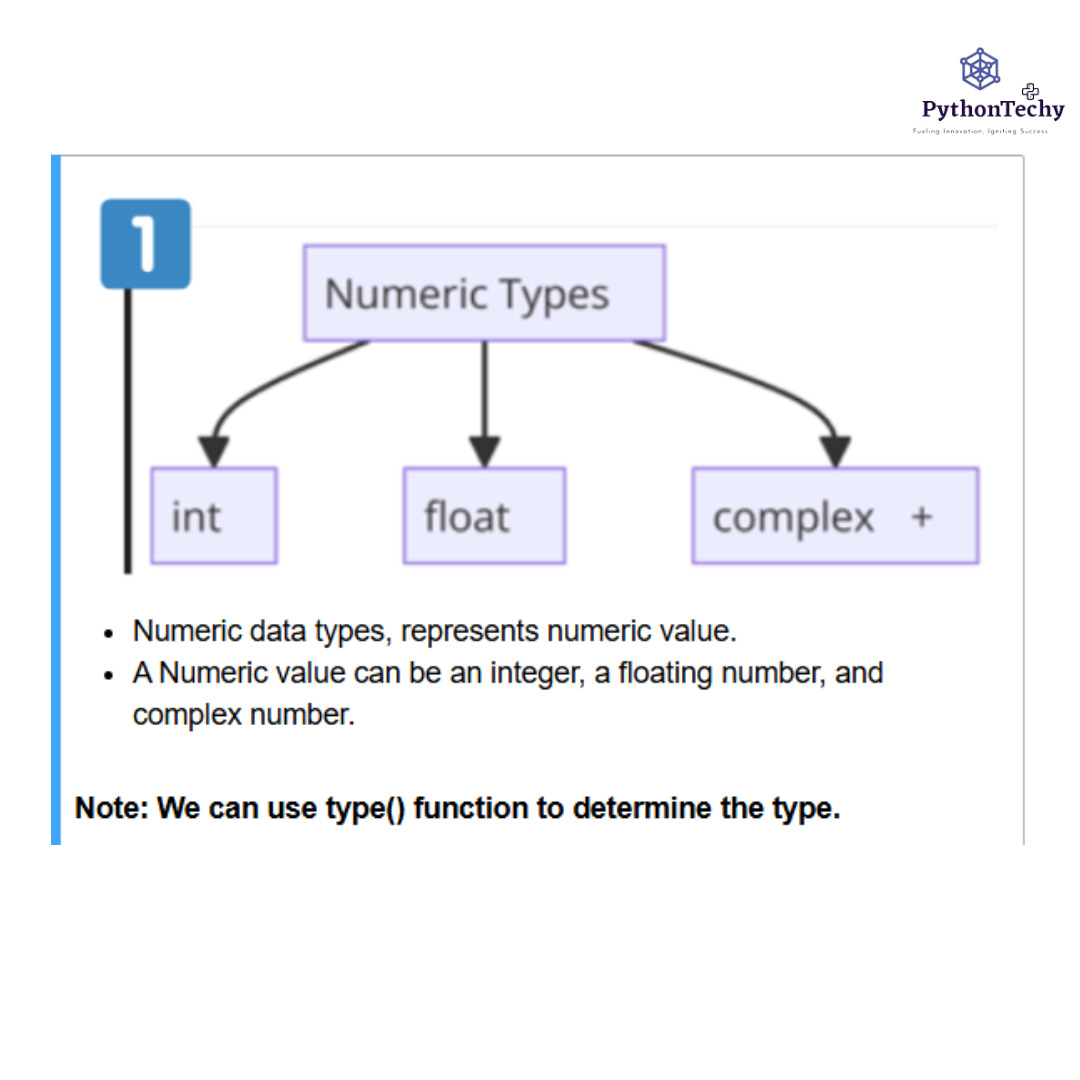 PythonTechy
Fueling Innovation, Igniting Success
1
Numeric Types
int
float
complex +
• Numeric data types, represents numeric value.
• A Numeric value can be an integer, a floating number, and
complex number.
Note: We can use type() function to determine the type.